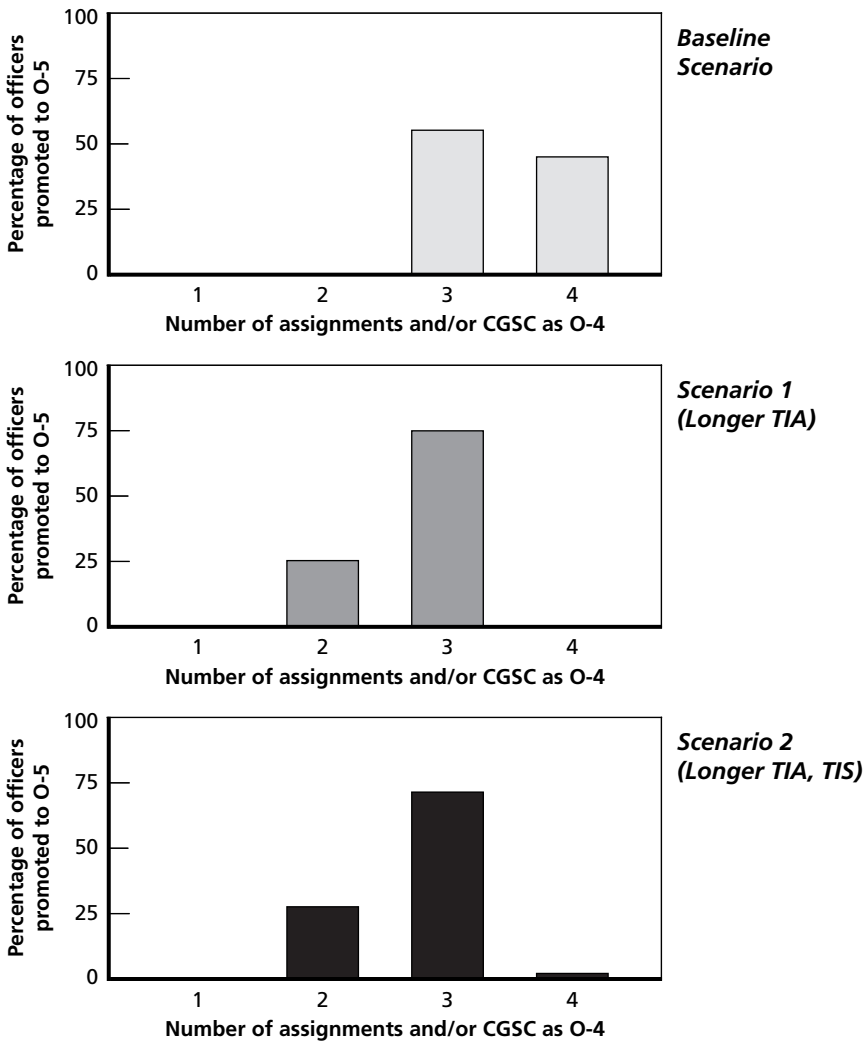 Percentage of officers
promoted to O-5
100
75
50
25
0
1 2 3 4
Number of assignments and/or CGSC as O-4
Baseline
Scenario
Percentage of officers
promoted to O-5
100
75
50
25
0
1 2 3 4
Number of assignments and/or CGSC as O-4
Scenario 1
(Longer TIA)
Percentage of officers
promoted to O-5
100
75
50
25
0
1 2 3 4
Number of assignments and/or CGSC as O-4
Scenario 2
(Longer TIA, TIS)